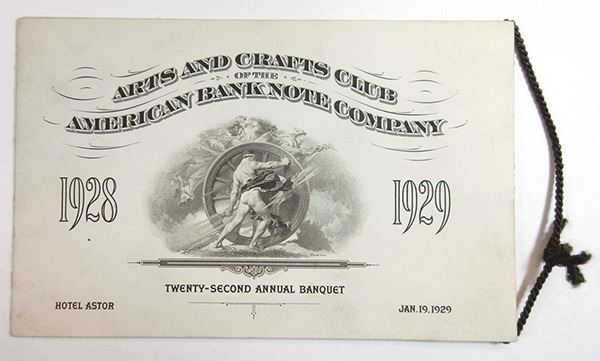 ARTS AND CRAFTS CLUB
OF THE
AMERICAN BANK NOTE COMPANY
1928
1929
TWENTY-SECOND ANNUAL BANQUET
HOTEL ASTOR
JAN. 19, 1929